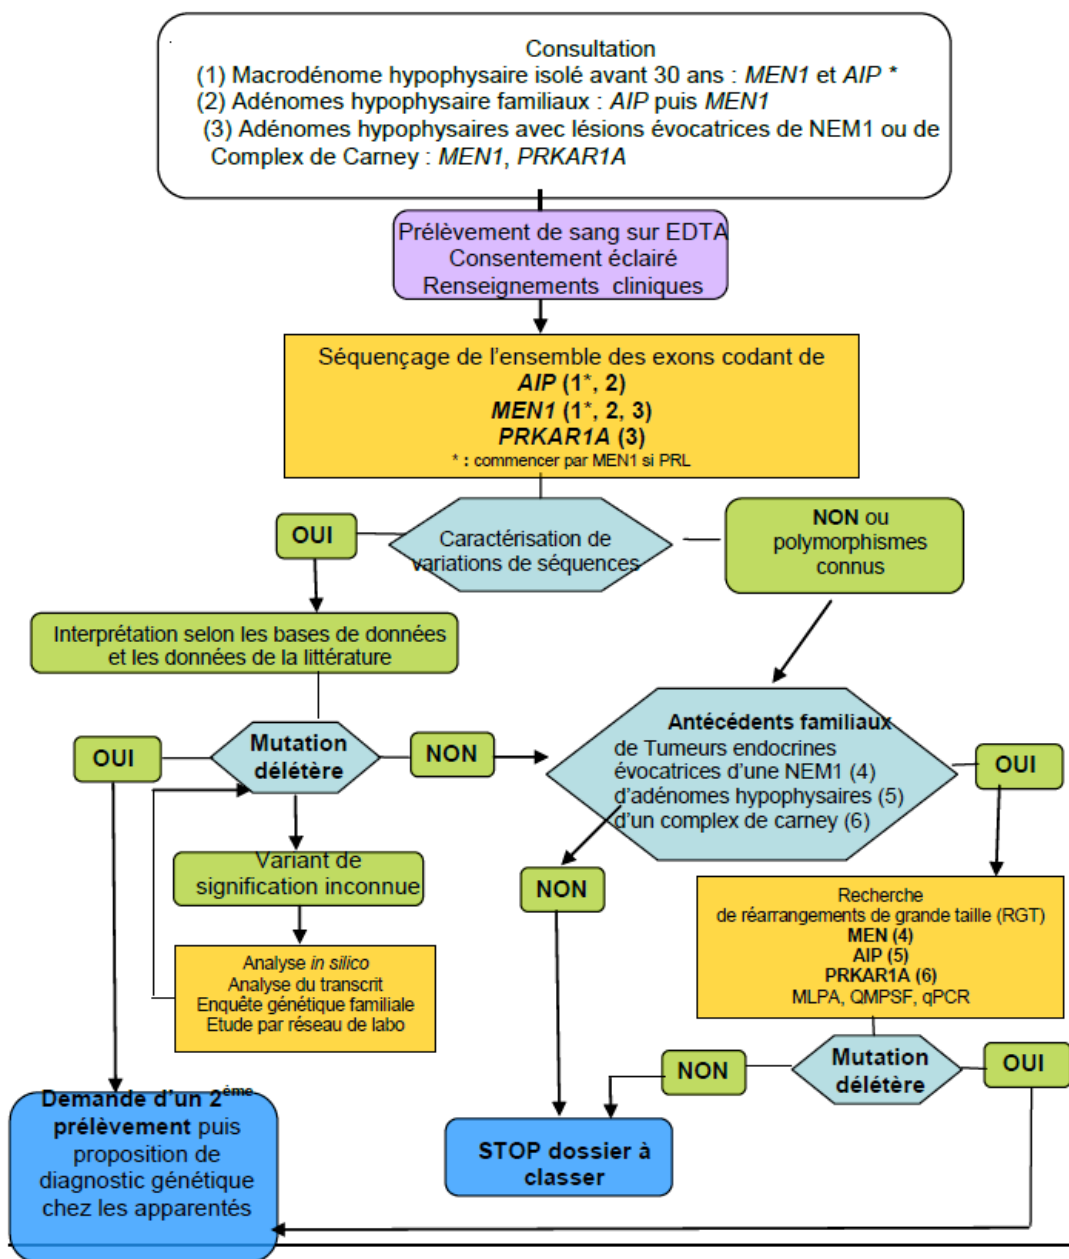 Consultation
(1) Macrodénome hypophysaire isolé avant 30 ans : MEN1 et AIP *
(2) Adénomes hypophysaire familiaux : AIP puis MEN1
(3) Adénomes hypophysaires avec lésions évocatrices de NEM1 ou de
Complex de Carney : MEN1, PRKAR1A
Prélèvement de sang sur EDTA
Consentement éclairé
Renseignements cliniques
Séquençage de l'ensemble des exons codant de
AIP (1*, 2)
MEN1 (1*, 2, 3)
PRKAR1A (3)
* : commencer par MEN1 si PRL
OUI
Caractérisation de
variations de séquences
NON ou
polymorphismes
connus
Interprétation selon les bases de données
et les données de la littérature
OUI
Mutation
délétère
NON
Antécédents familiaux
de Tumeurs endocrines
évocatrices d'une NEM1 (4)
d'adénomes hypophysaires (5)
d'un complex de carney (6)
OUI
Variant de
signification inconnue
NON
Recherche
de réarrangements de grande taille (RGT)
MEN (4)
AIP (5)
PRKAR1A (6)
MLPA, QMPSF, qPCR
Analyse in silico
Analyse du transcrit
Enquête génétique familiale
Etude par réseau de labo
NON
Mutation
délétère
OUI
Demande d'un 2ème
prélèvement puis
proposition de
diagnostic génétique
chez les apparentés
STOP dossier à
classer